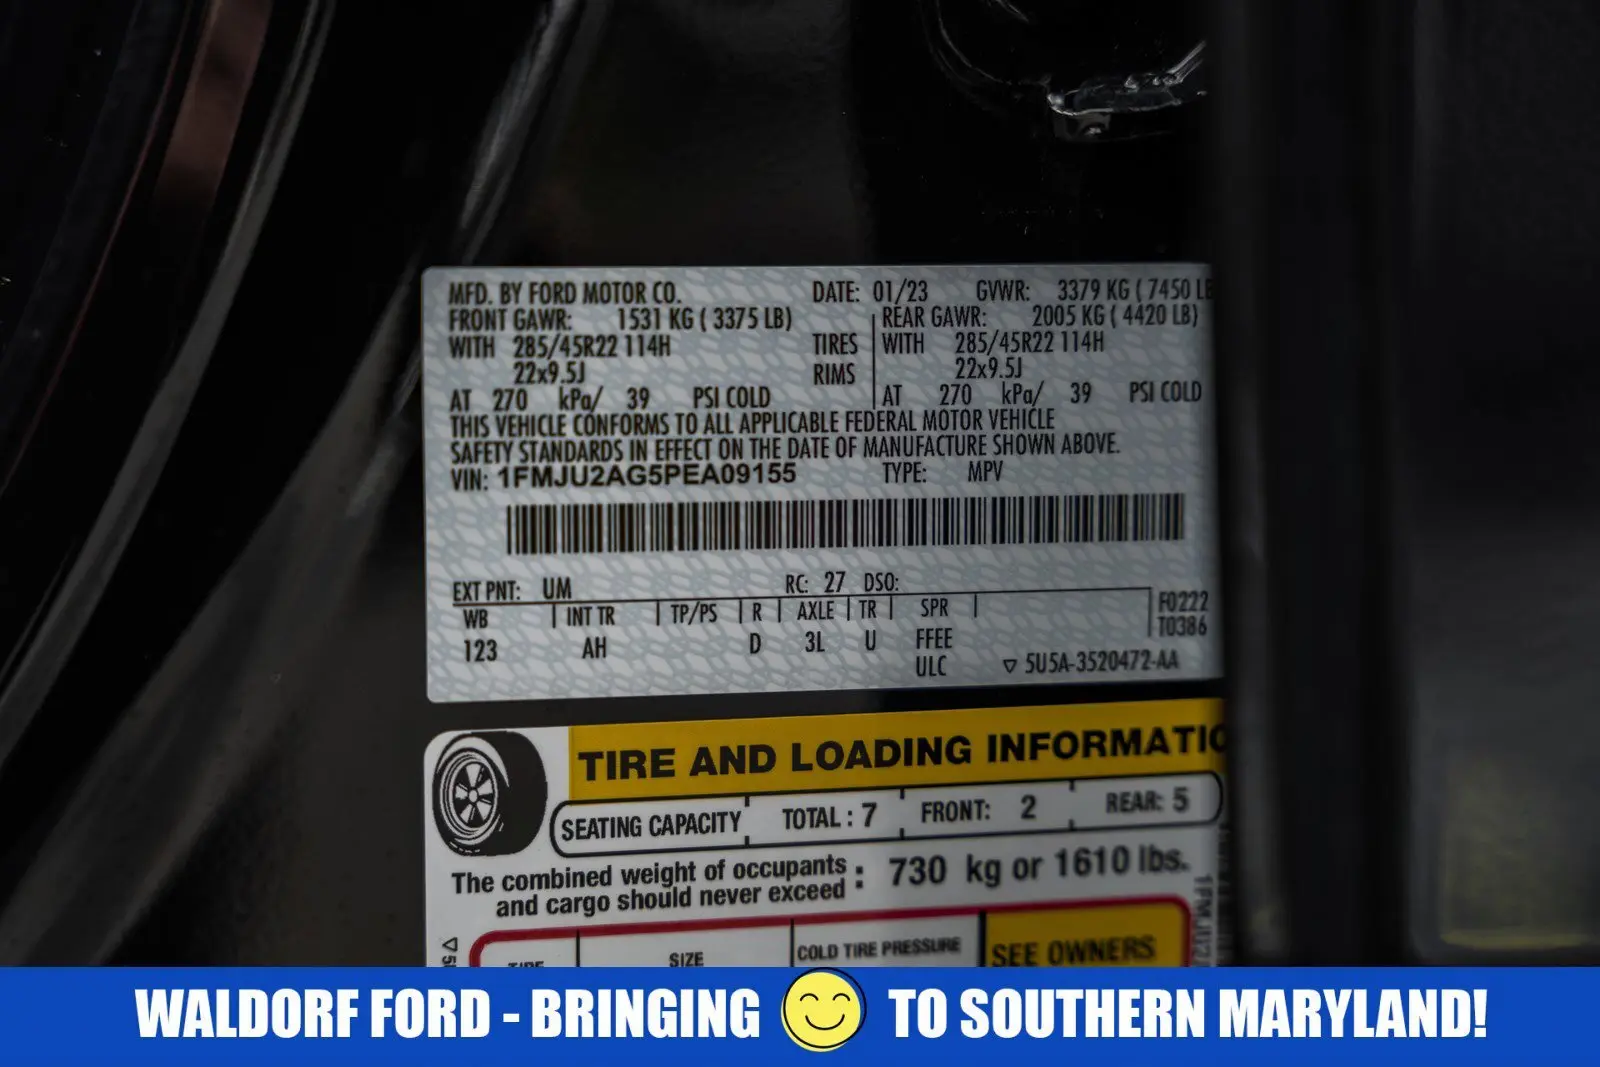 MFD. BY FORD MOTOR CO. DATE: 01/23 GVWR: 3379 KG ( 7450 LB
FRONT GAWR: 1531 KG ( 3375 LB) REAR GAWR: 2005 KG ( 4420 LB)
WITH 285/45R22 114H TIRES WITH 285/45R22 114H
22x9.5J RIMS 22x9.5J
AT 270 kPa/ 39 PSI COLD AT 270 kPa/ 39 PSI COLD
THIS VEHICLE CONFORMS TO ALL APPLICABLE FEDERAL MOTOR VEHICLE
SAFETY STANDARDS IN EFFECT ON THE DATE OF MANUFACTURE SHOWN ABOVE.
VIN: 1FMJU2AG5PEA09155 TYPE: MPV
EXT PNT: UM RC: 27 DSO:
WB INT TR TP/PS R AXLE TR SPR F0222
T0386
123 AH D 3L U FFEE
ULC ▽ 5U5A-3520472-AA
TIRE AND LOADING INFORMATIO
SEATING CAPACITY TOTAL : 7 FRONT: 2 REAR: 5
The combined weight of occupants : 730 kg or 1610 lbs.
and cargo should never exceed
TIRE SIZE COLD TIRE PRESSURE SEE OWNERS
WALDORF FORD - BRINGING 😊 TO SOUTHERN MARYLAND!